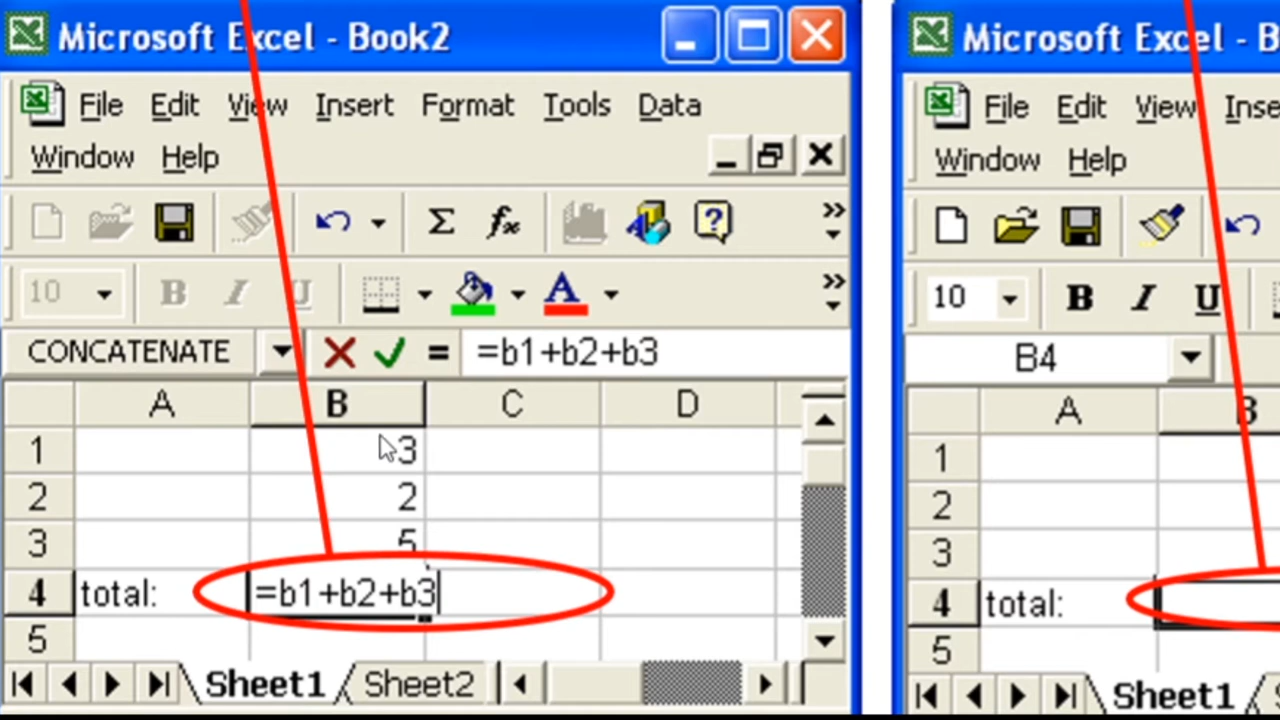 Microsoft Excel - Book2
File Edit View Insert Format Tools Data
Window Help
10 B I U A
CONCATENATE = =b1+b2+b3
A B C D
1 3
2 2
3 5
4 total: =b1+b2+b3
5
Sheet1 Sheet2
Microsoft Excel - B
File Edit View Inse
Window Help
10 B I U
B4
A B
1
2
3
4 total:
5
Sheet1